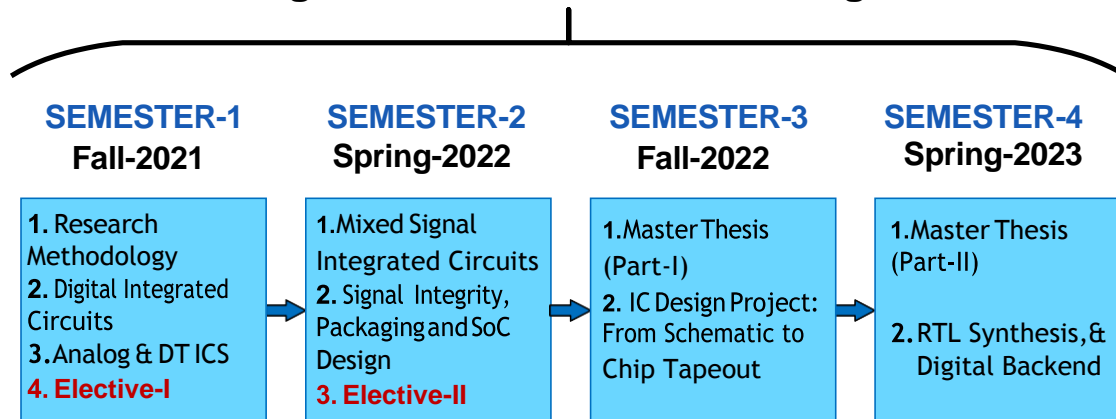 SEMESTER-1
Fall-2021
1. Research
Methodology
2. Digital Integrated
Circuits
3. Analog & DT ICS
4. Elective-I
SEMESTER-2
Spring-2022
1.Mixed Signal
Integrated Circuits
2. Signal Integrity,
Packaging and SoC
Design
3. Elective-II
SEMESTER-3
Fall-2022
1.Master Thesis
(Part-I)
2. IC Design Project:
From Schematic to
Chip Tapeout
SEMESTER-4
Spring-2023
1.Master Thesis
(Part-II)
2. RTL Synthesis,&
Digital Backend